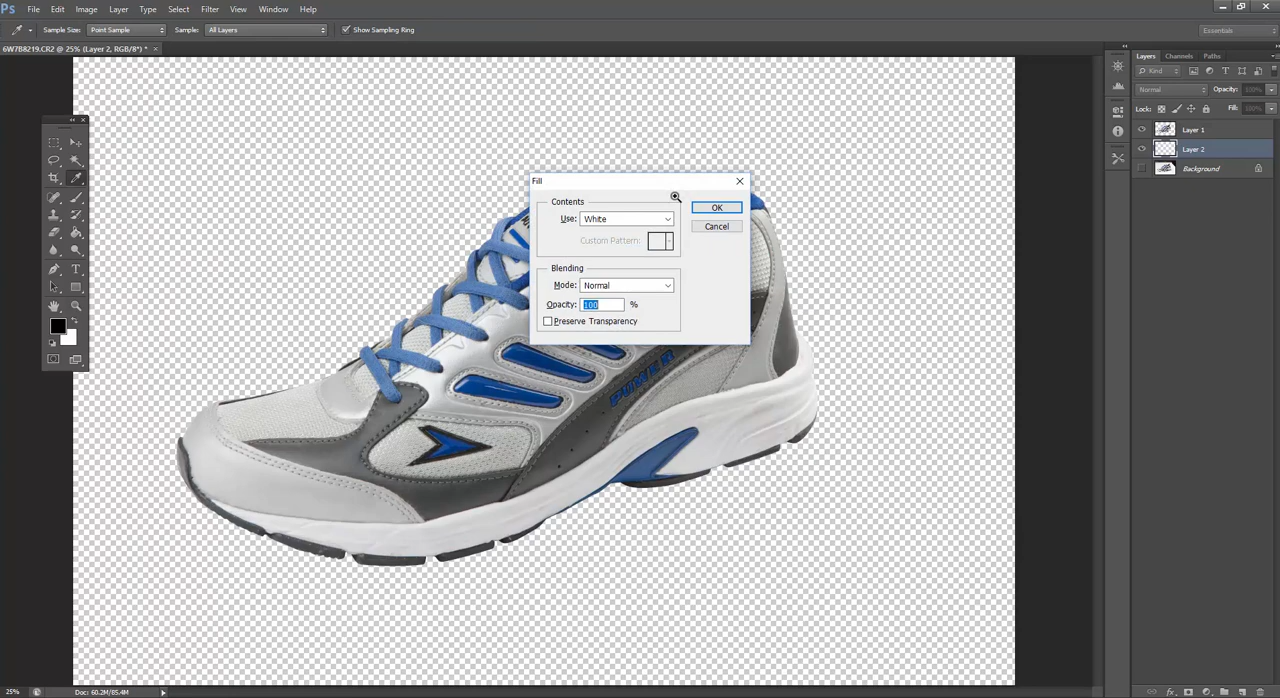 Ps File Edit Image Layer Type Select Filter View Window Help
Sample Size: Point Sample Sample: All Layers Show Sampling Ring Essentials
6W7B8219.CR2 @ 25% (Layer 2, RGB/8*) * ×
Layers Channels Paths
Kind
Normal Opacity: 100%
Lock: Fill: 100%
Layer 1
Layer 2
Background
Fill
Contents
Use: White
Custom Pattern:
OK
Cancel
Blending
Mode: Normal
Opacity: 100 %
Preserve Transparency
POWER
25% Doc: 60.2M/85.4M